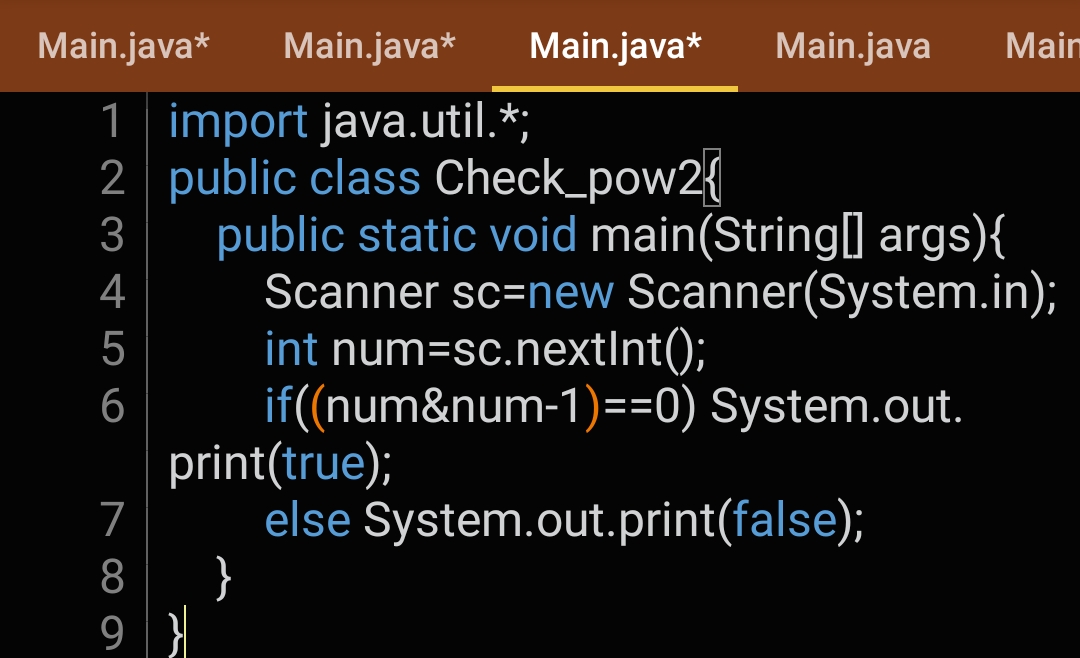 Main.java* Main.java* Main.java* Main.java Main
1 import java.util.*;
2 public class Check_pow2{
3 public static void main(String[] args){
4 Scanner sc=new Scanner(System.in);
5 int num=sc.nextInt();
6 if((num&num-1)==0) System.out.
print(true);
7 else System.out.print(false);
8 }
9 }